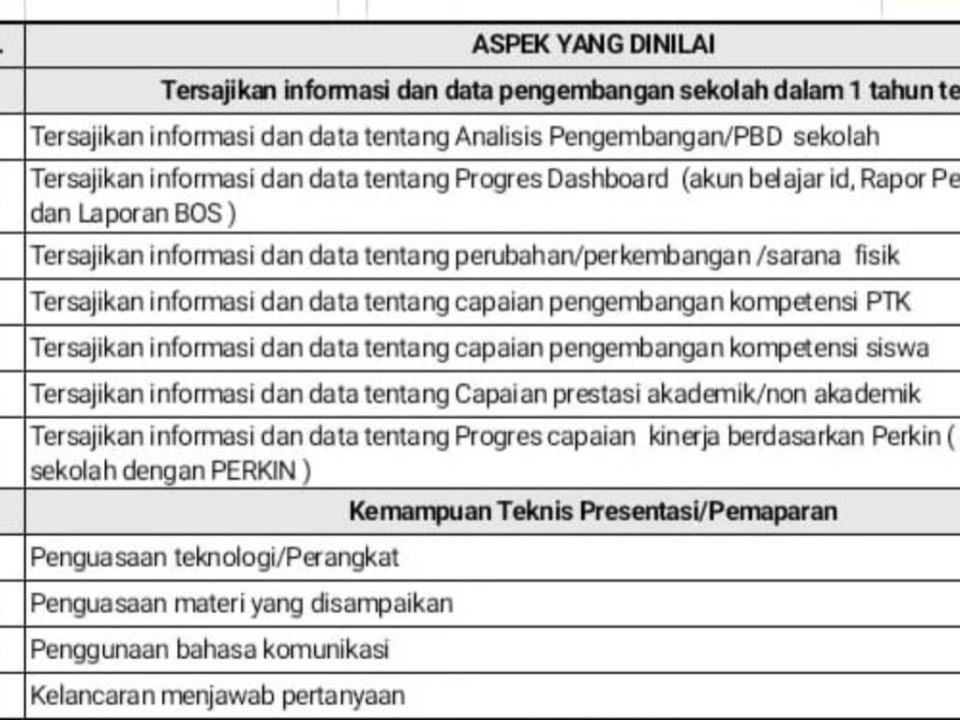 ASPEK YANG DINILAI
Tersajikan informasi dan data pengembangan sekolah dalam 1 tahun te
Tersajikan informasi dan data tentang Analisis Pengembangan/PBD sekolah
Tersajikan informasi dan data tentang Progres Dashboard (akun belajar id, Rapor Pe
dan Laporan BOS )
Tersajikan informasi dan data tentang perubahan/perkembangan /sarana fisik
Tersajikan informasi dan data tentang capaian pengembangan kompetensi PTK
Tersajikan informasi dan data tentang capaian pengembangan kompetensi siswa
Tersajikan informasi dan data tentang Capaian prestasi akademik/non akademik
Tersajikan informasi dan data tentang Progres capaian kinerja berdasarkan Perkin (
sekolah dengan PERKIN )
Kemampuan Teknis Presentasi/Pemaparan
Penguasaan teknologi/Perangkat
Penguasaan materi yang disampaikan
Penggunaan bahasa komunikasi
Kelancaran menjawab pertanyaan